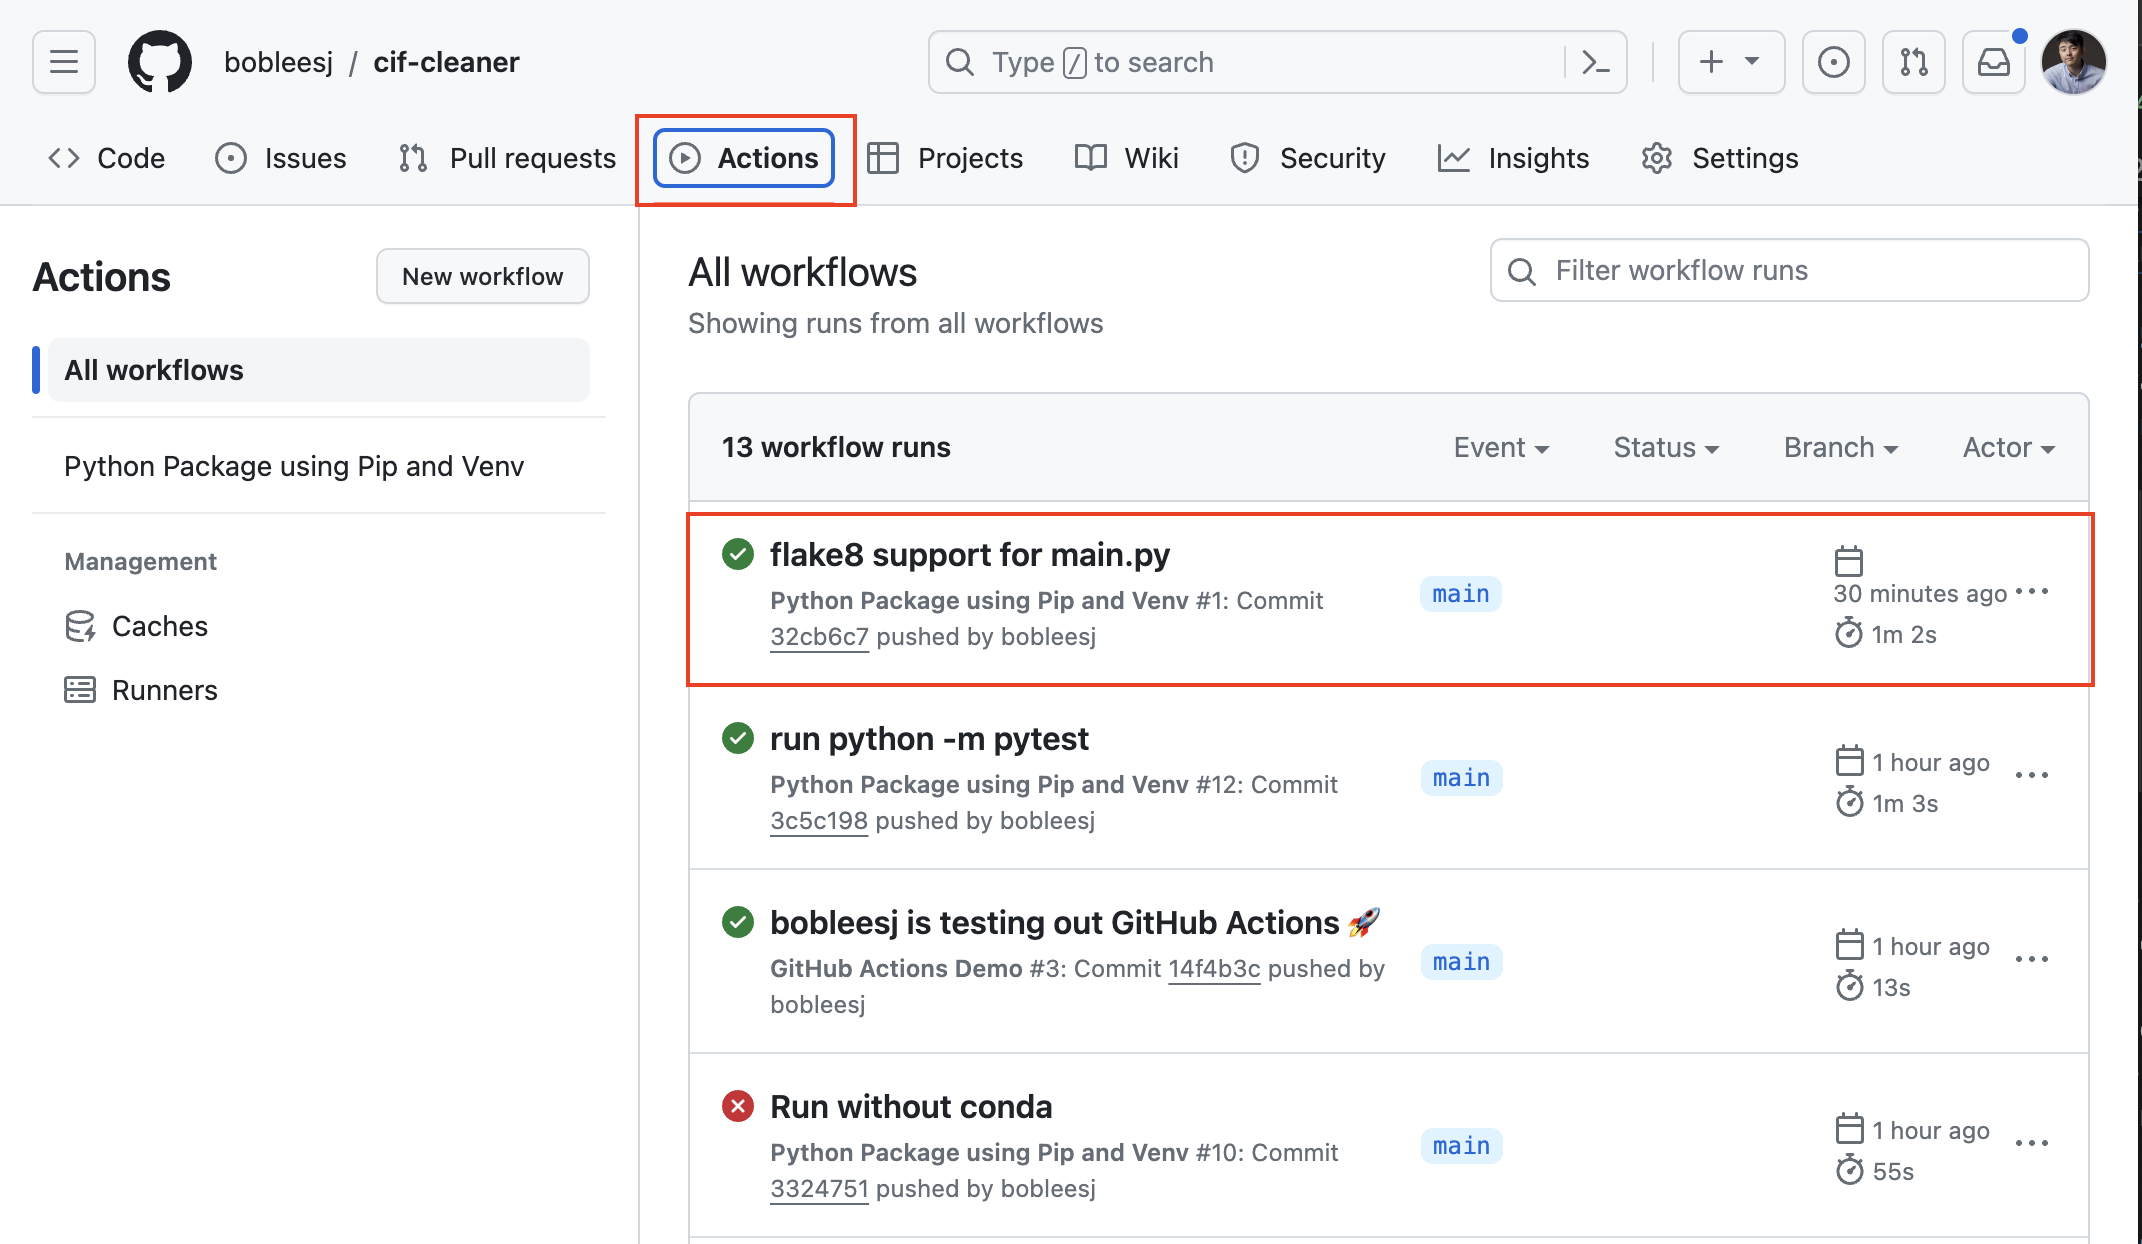 bobleesj / cif-cleaner
Type / to search
Code
Issues
Pull requests
Actions
Projects
Wiki
Security
Insights
Settings
Actions
New workflow
All workflows
Python Package using Pip and Venv
Management
Caches
Runners
All workflows
Showing runs from all workflows
Filter workflow runs
13 workflow runs
Event
Status
Branch
Actor
flake8 support for main.py
Python Package using Pip and Venv #1: Commit
32cb6c7 pushed by bobleesj
main
30 minutes ago
1m 2s
run python -m pytest
Python Package using Pip and Venv #12: Commit
3c5c198 pushed by bobleesj
main
1 hour ago
1m 3s
bobleesj is testing out GitHub Actions 🚀
GitHub Actions Demo #3: Commit 14f4b3c pushed by
bobleesj
main
1 hour ago
13s
Run without conda
Python Package using Pip and Venv #10: Commit
3324751 pushed by bobleesj
main
1 hour ago
55s